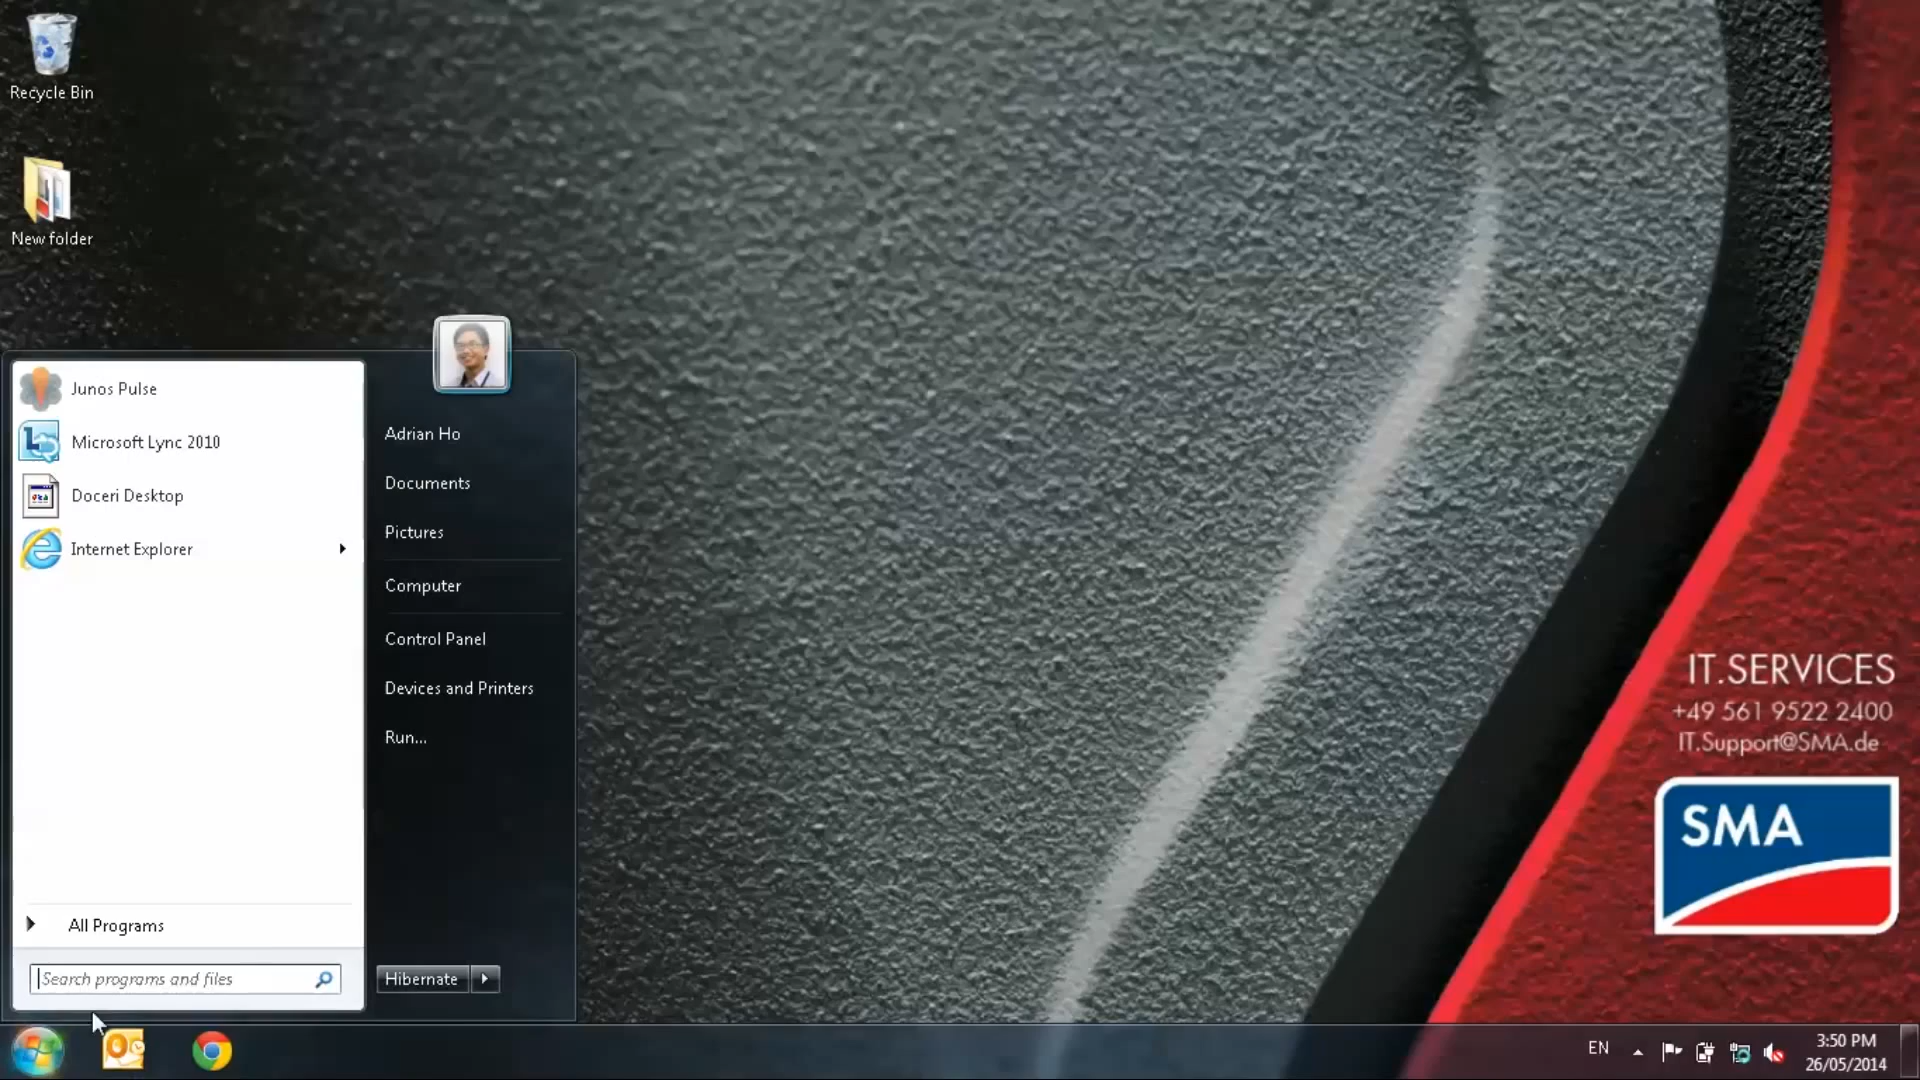 Recycle Bin
New folder
Junos Pulse
Microsoft Lync 2010
Doceri Desktop
Internet Explorer
All Programs
Search programs and files
Adrian Ho
Documents
Pictures
Computer
Control Panel
Devices and Printers
Run...
Hibernate
IT.SERVICES
+49 561 9522 2400
IT.Support@SMA.de
SMA
EN
3:50 PM
26/05/2014